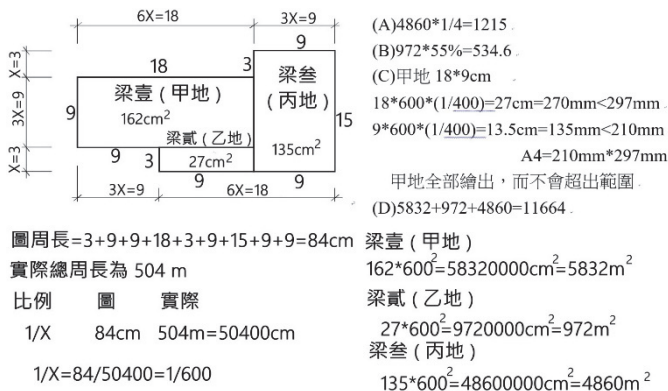 6X=18
3X=9
X=3
3X=9
X=3
18
3
9
9
15
9
3
9
9
梁壹(甲地)
162cm²
梁貳(乙地)
27cm²
梁叁
(丙地)
135cm²
3X=9
6X=18
圖周長=3+9+9+18+3+9+15+9+9=84cm
實際總周長為 504 m
比例 圖 實際
1/X 84cm 504m=50400cm
1/X=84/50400=1/600
(A)4860*1/4=1215
(B)972*55%=534.6
(C)甲地 18*9cm
18*600*(1/400)=27cm=270mm<297mm
9*600*(1/400)=13.5cm=135mm<210mm
A4=210mm*297mm
甲地全部繪出,而不會超出範圍
(D)5832+972+4860=11664
梁壹(甲地)
162*600²=58320000cm²=5832m²
梁貳(乙地)
27*600²=9720000cm²=972m²
梁叁(丙地)
135*600²=48600000cm²=4860m²